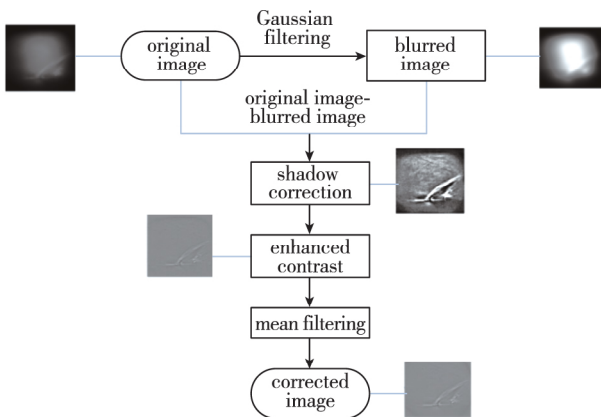 Gaussian
filtering
original
image
blurred
image
original image-
blurred image
shadow
correction
enhanced
contrast
mean filtering
corrected
image